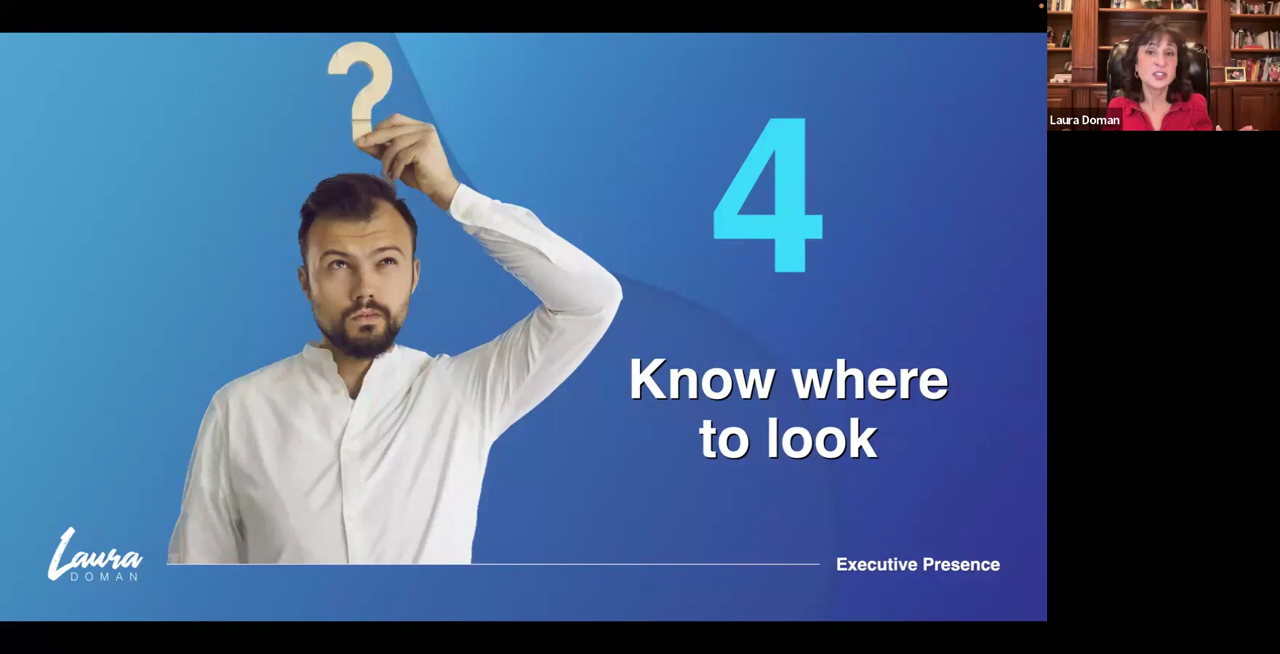 ?
4
Know where
to look
Laura
DOMAN
Executive Presence
Laura Doman